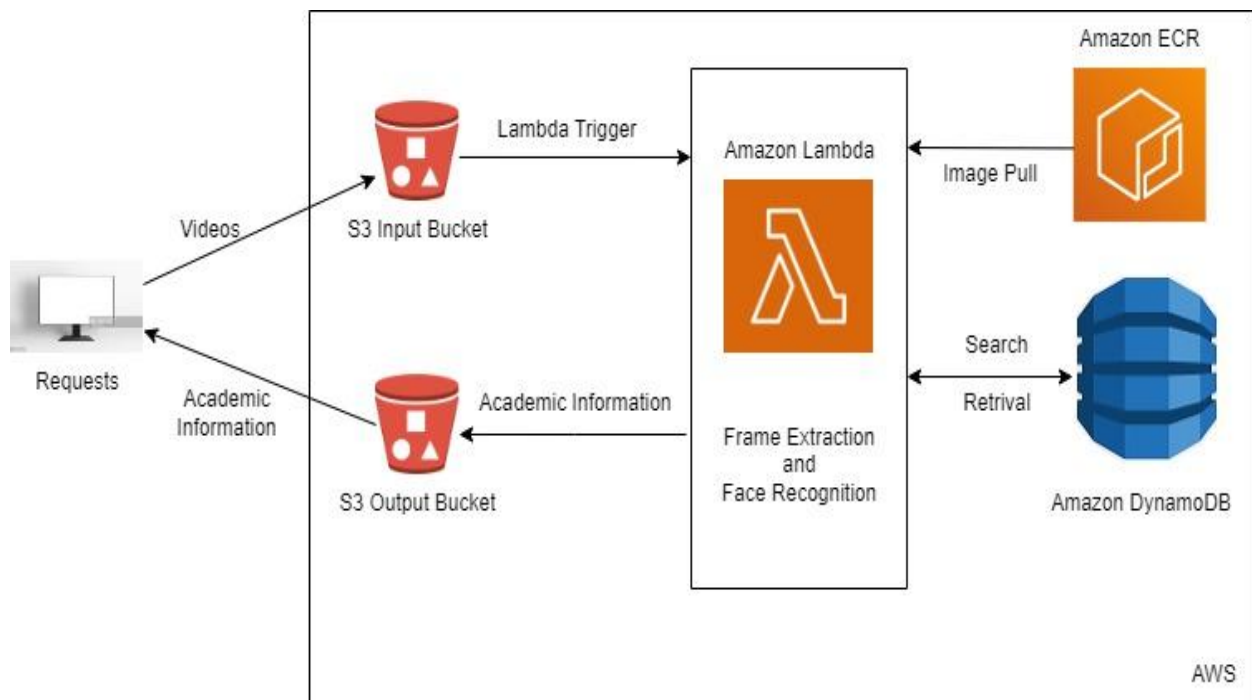 Amazon ECR
Lambda Trigger
Amazon Lambda
Image Pull
Videos
S3 Input Bucket
Requests
Search
Retrival
Academic
Information
Academic Information
Frame Extraction
and
Face Recognition
S3 Output Bucket
Amazon DynamoDB
AWS